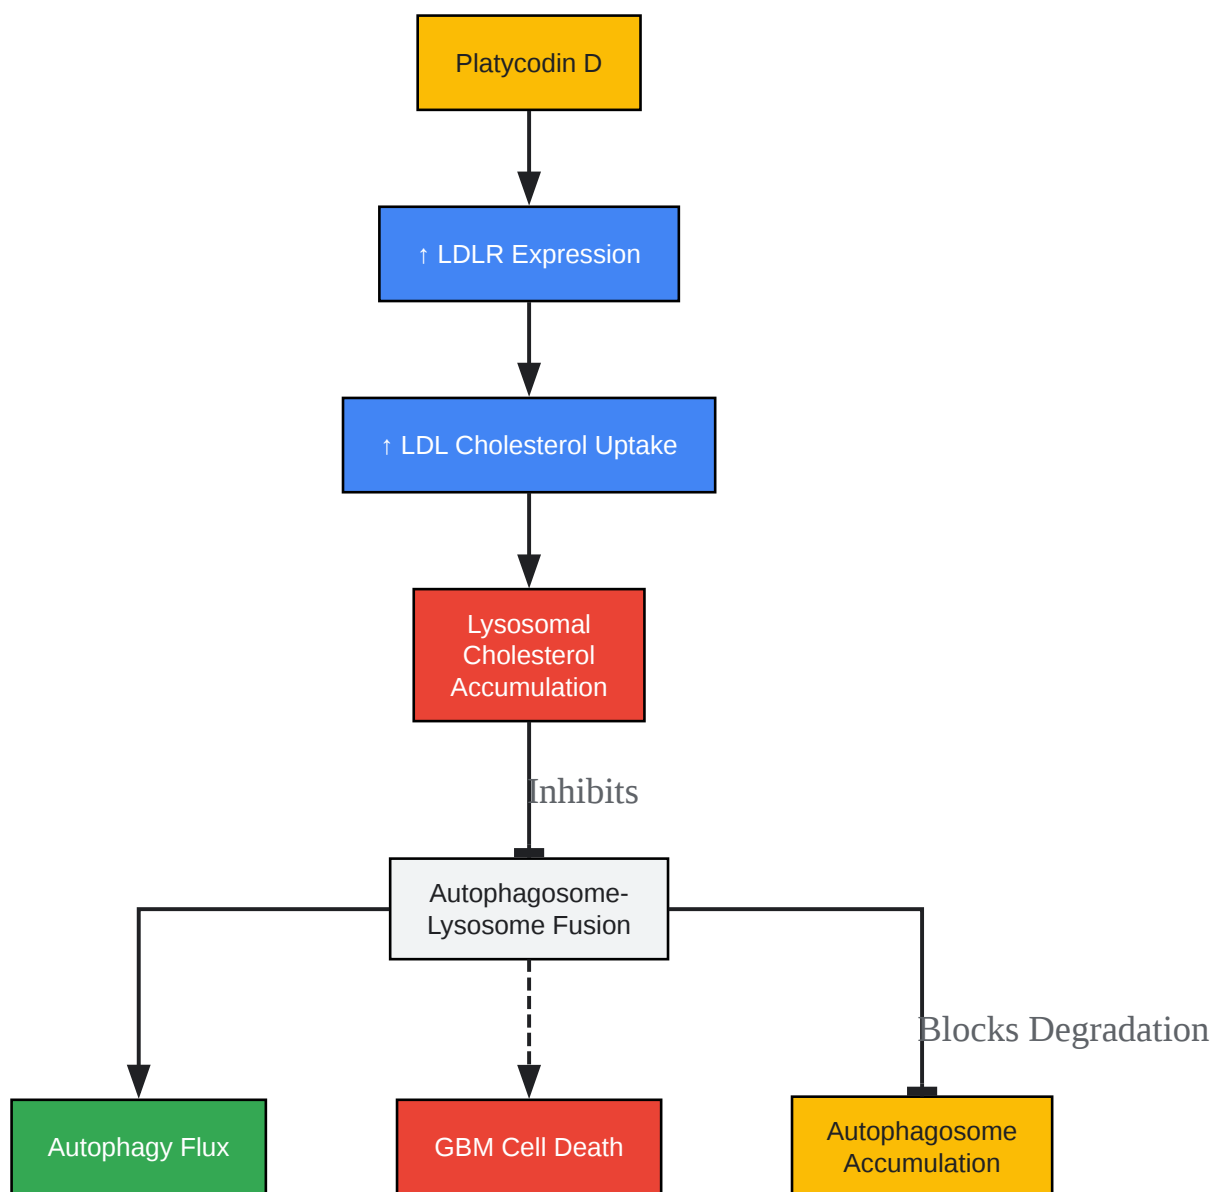 Platycodin D
↑ LDLR Expression
↑ LDL Cholesterol Uptake
Lysosomal
Cholesterol
Accumulation
Inhibits
Autophagosome-
Lysosome Fusion
Blocks Degradation
Autophagy Flux
GBM Cell Death
Autophagosome
Accumulation